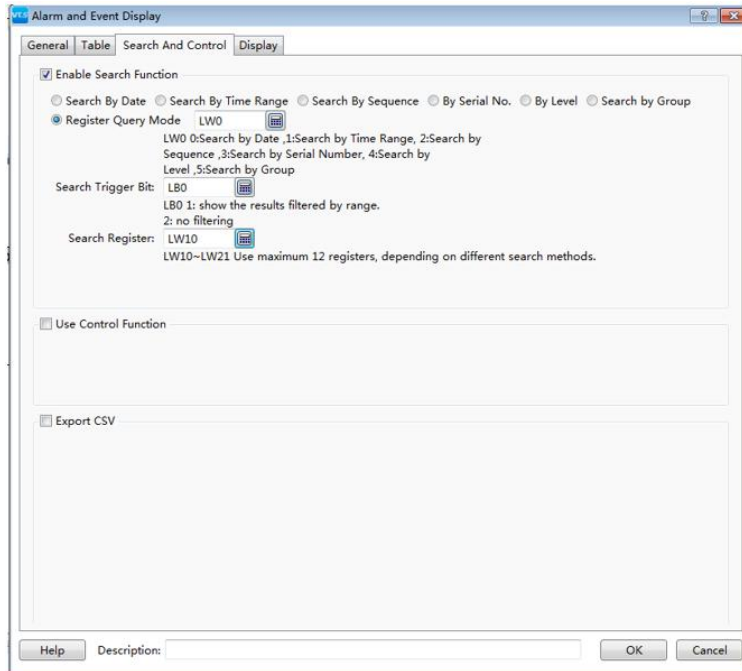 Alarm and Event Display
General Table Search And Control Display
Enable Search Function
Search By Date Search By Time Range Search By Sequence By Serial No. By Level Search by Group
Register Query Mode LW0
LW0 0:Search by Date ,1:Search by Time Range, 2:Search by
Sequence ,3:Search by Serial Number, 4:Search by
Level ,5:Search by Group
Search Trigger Bit: LB0
LB0 1: show the results filtered by range.
2: no filtering
Search Register: LW10
LW10~LW21 Use maximum 12 registers, depending on different search methods.
Use Control Function
Export CSV
Help Description: OK Cancel